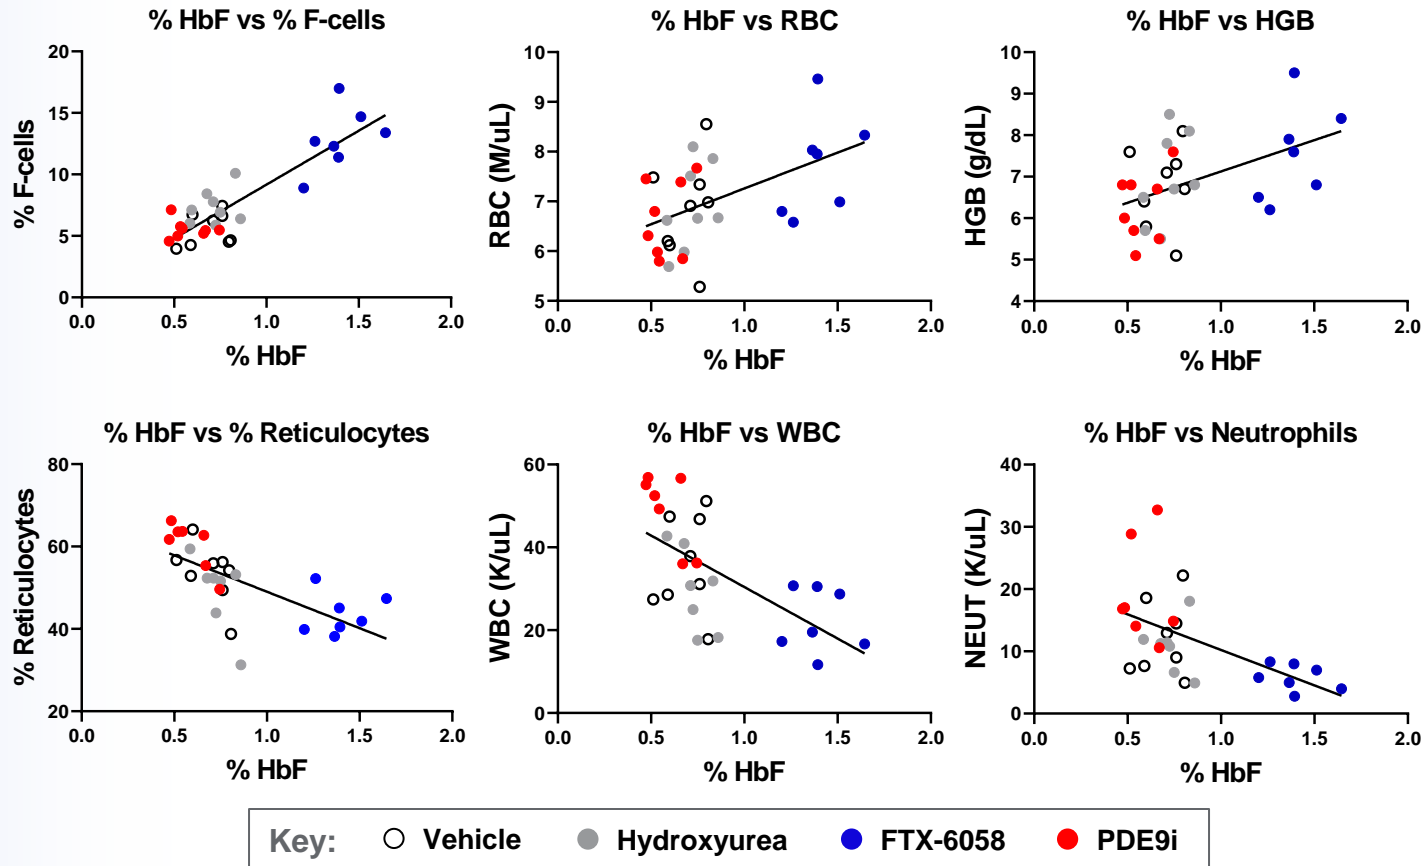 % HbF vs % F-cells
% F-cells
20
15
10
5
0
0.0 0.5 1.0 1.5 2.0
% HbF
% HbF vs RBC
RBC (M/uL)
10
9
8
7
6
5
0.0 0.5 1.0 1.5 2.0
% HbF
% HbF vs HGB
HGB (g/dL)
10
9
8
7
6
5
4
0.0 0.5 1.0 1.5 2.0
% HbF
% HbF vs % Reticulocytes
% Reticulocytes
80
60
40
20
0.0 0.5 1.0 1.5 2.0
% HbF
% HbF vs WBC
WBC (K/uL)
60
40
20
0
0.0 0.5 1.0 1.5 2.0
% HbF
% HbF vs Neutrophils
NEUT (K/uL)
40
30
20
10
0
0.0 0.5 1.0 1.5 2.0
% HbF
Key: Vehicle Hydroxyurea FTX-6058 PDE9i